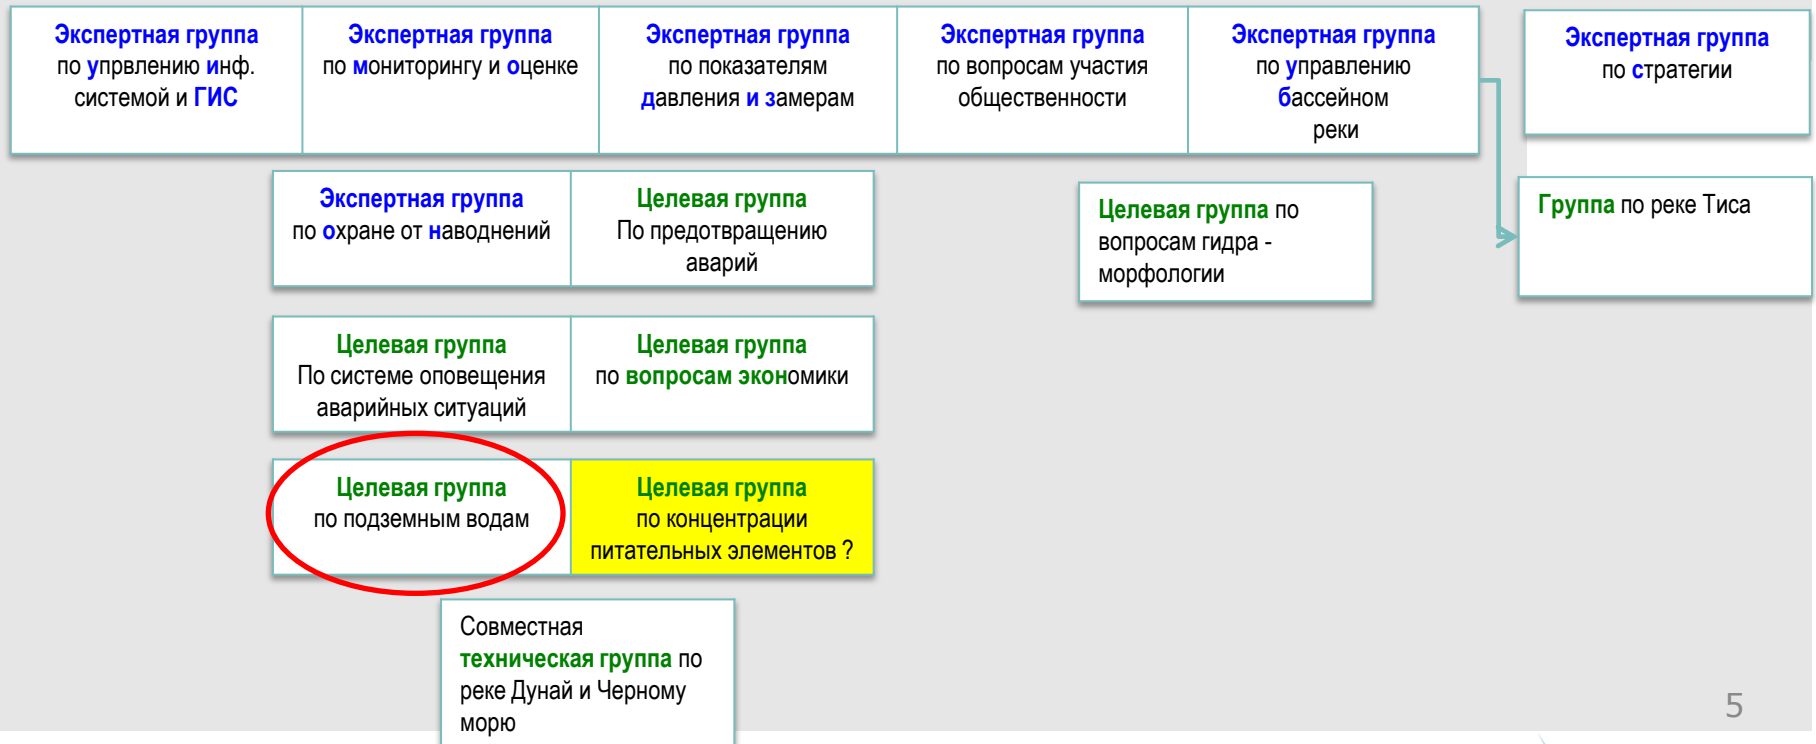 Экспертная группа
по упрвлению инф.
системой и ГИС
Экспертная группа
по мониторингу и оценке
Экспертная группа
по показателям
давления и замерам
Экспертная группа
по вопросам участия
общественности
Экспертная группа
по управлению
бассейном
реки
Экспертная группа
по стратегии
Экспертная группа
по охране от наводнений
Целевая группа
По предотвращению
аварий
Целевая группа по
вопросам гидра -
морфологии
Группа по реке Тиса
Целевая группа
По системе оповещения
аварийных ситуаций
Целевая группа
по вопросам экономики
Целевая группа
по подземным водам
Целевая группа
по концентрации
питательных элементов ?
Совместная
техническая группа по
реке Дунай и Черному
морю
5